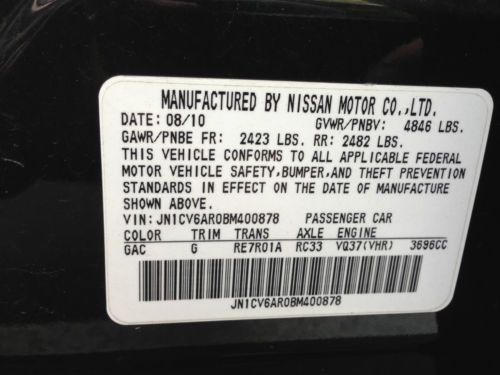 MANUFACTURED BY NISSAN MOTOR CO.,LTD.
DATE: 08/10 GVWR/PNBV: 4846 LBS.
GAWR/PNBE FR: 2423 LBS. RR: 2482 LBS.
THIS VEHICLE CONFORMS TO ALL APPLICABLE FEDERAL
MOTOR VEHICLE SAFETY, BUMPER, AND THEFT PREVENTION
STANDARDS IN EFFECT ON THE DATE OF MANUFACTURE
SHOWN ABOVE.
VIN: JN1CV6AR0BM400878 PASSENGER CAR
COLOR TRIM TRANS AXLE ENGINE
GAC G RE7R01A RC33 VQ37(VHR) 3696CC
JN1CV6AR0BM400878